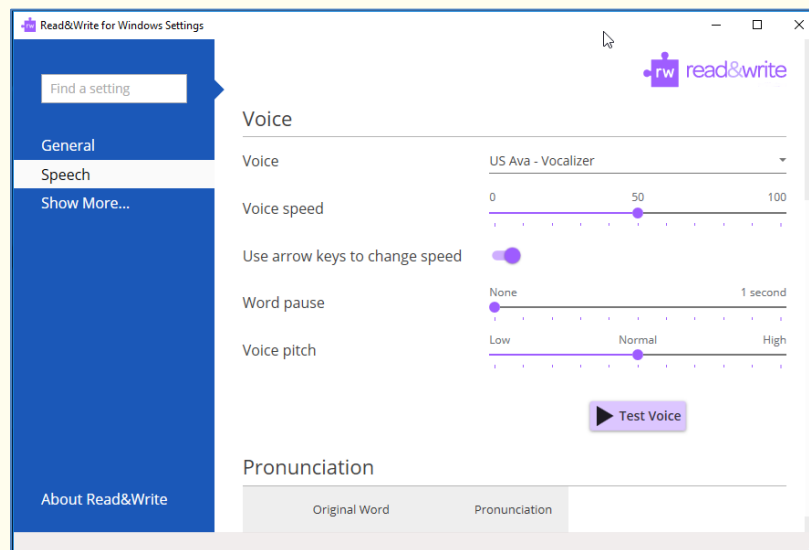 rw Read&Write for Windows Settings
rw read&write
Find a setting
General
Speech
Show More...
About Read&Write
Voice
Voice US Ava - Vocalizer
0 50 100
Voice speed
Use arrow keys to change speed
None 1 second
Word pause
Low Normal High
Voice pitch
Test Voice
Pronunciation
Original Word Pronunciation